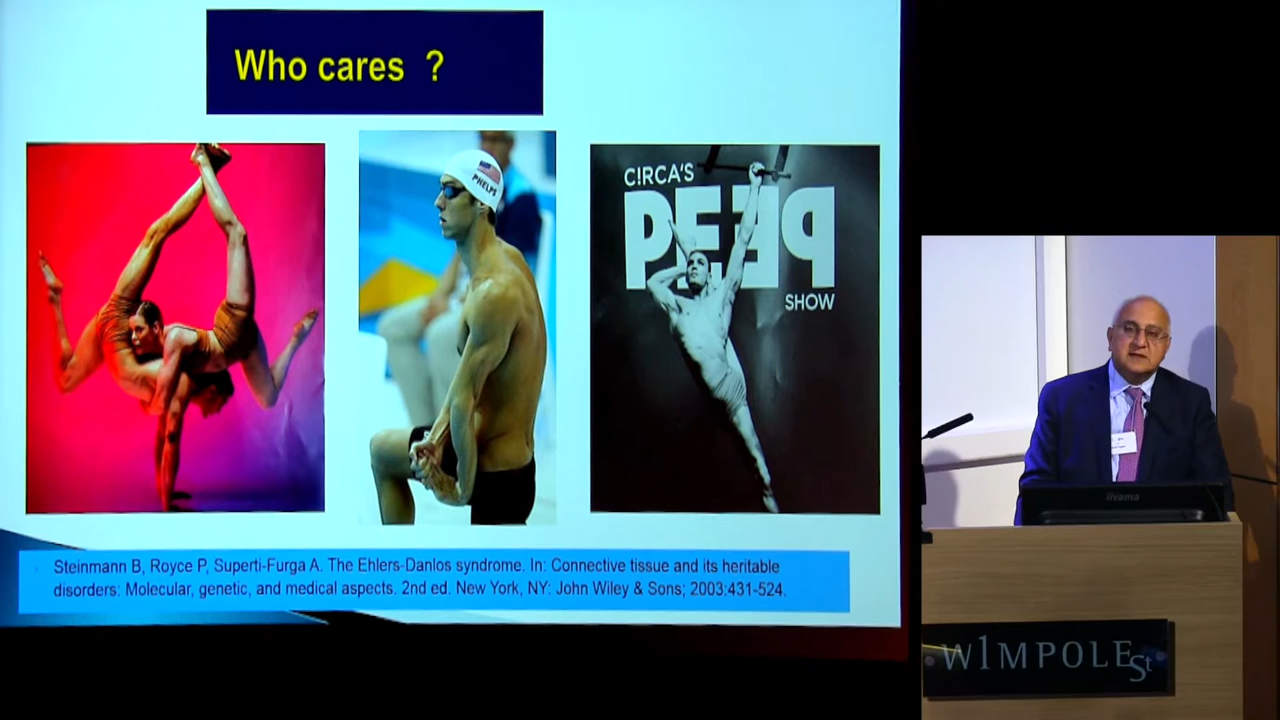 Who cares ?
PHELPS
C!RCA'S
PEEP
SHOW
Steinmann B, Royce P, Superti-Furga A. The Ehlers-Danlos syndrome. In: Connective tissue and its heritable
disorders: Molecular, genetic, and medical aspects. 2nd ed. New York, NY: John Wiley & Sons; 2003:431-524.
iiyama
W1MPOLE St